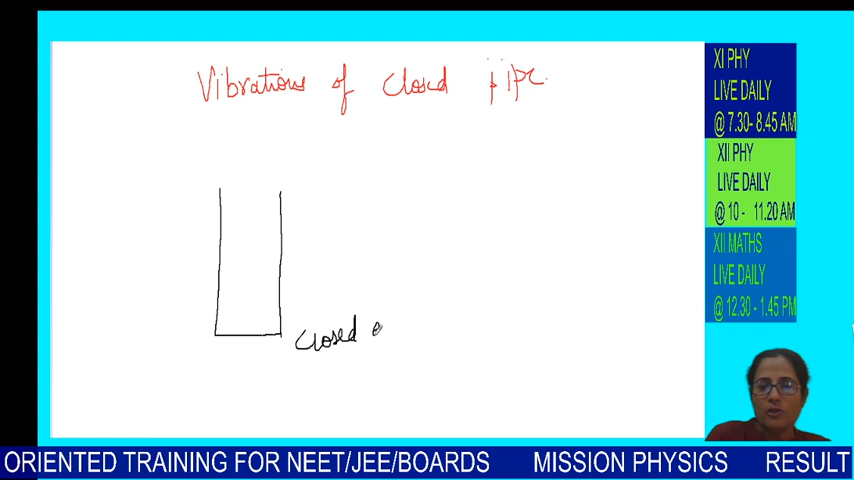 Vibrations of Closed pipe.
Closed e
XI PHY
LIVE DAILY
@ 7.30- 8.45 AM
XII PHY
LIVE DAILY
@ 10 - 11.20 AM
XII MATHS
LIVE DAILY
@ 12.30 - 1.45 PM
ORIENTED TRAINING FOR NEET/JEE/BOARDS MISSION PHYSICS RESULT